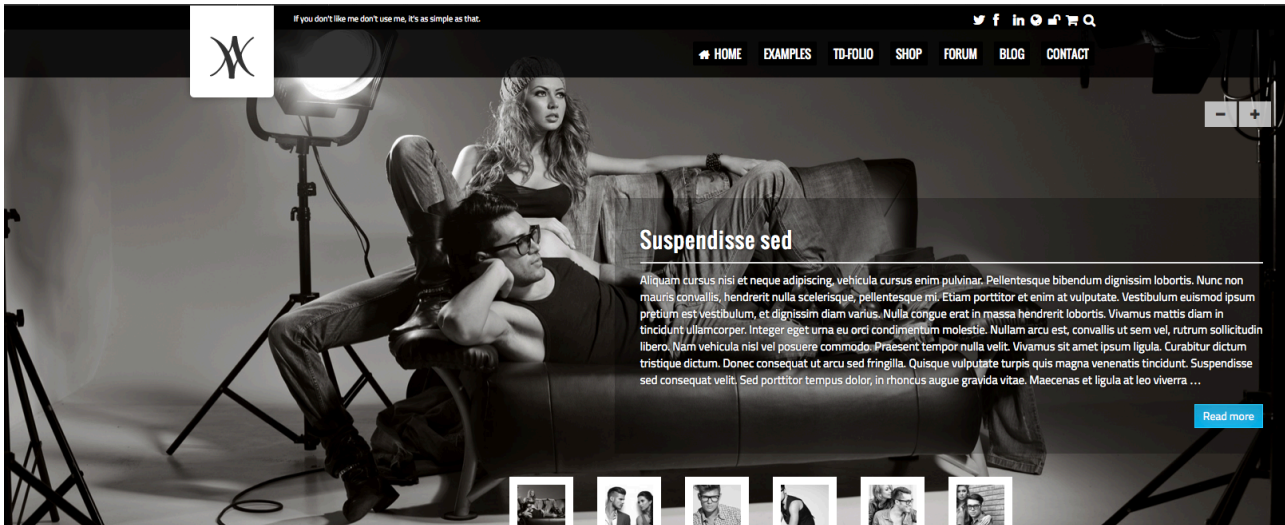 If you don't like me don't use me, it's as simple as that.
HOME EXAMPLES TD-FOLIO SHOP FORUM BLOG CONTACT
Suspendisse sed
Aliquam cursus nisi et neque adipiscing, vehicula cursus enim pulvinar. Pellentesque bibendum dignissim lobortis. Nunc non
mauris convallis, hendrerit nulla scelerisque, pellentesque mi. Etiam porttitor et enim at vulputate. Vestibulum euismod ipsum
pretium est vestibulum, et dignissim diam varius. Nulla congue erat in massa hendrerit lobortis. Vivamus mattis diam in
tincidunt ullamcorper. Integer eget urna eu orci condimentum molestie. Nullam arcu est, convallis ut sem vel, rutrum sollicitudin
libero. Nam vehicula nisl vel posuere commodo. Praesent tempor nulla velit. Vivamus sit amet ipsum ligula. Curabitur dictum
tristique dictum. Donec consequat ut arcu sed fringilla. Quisque vulputate turpis quis magna venenatis tincidunt. Suspendisse
sed consequat velit. Sed porttitor tempus dolor, in rhoncus augue gravida vitae. Maecenas et ligula at leo viverra …
Read more